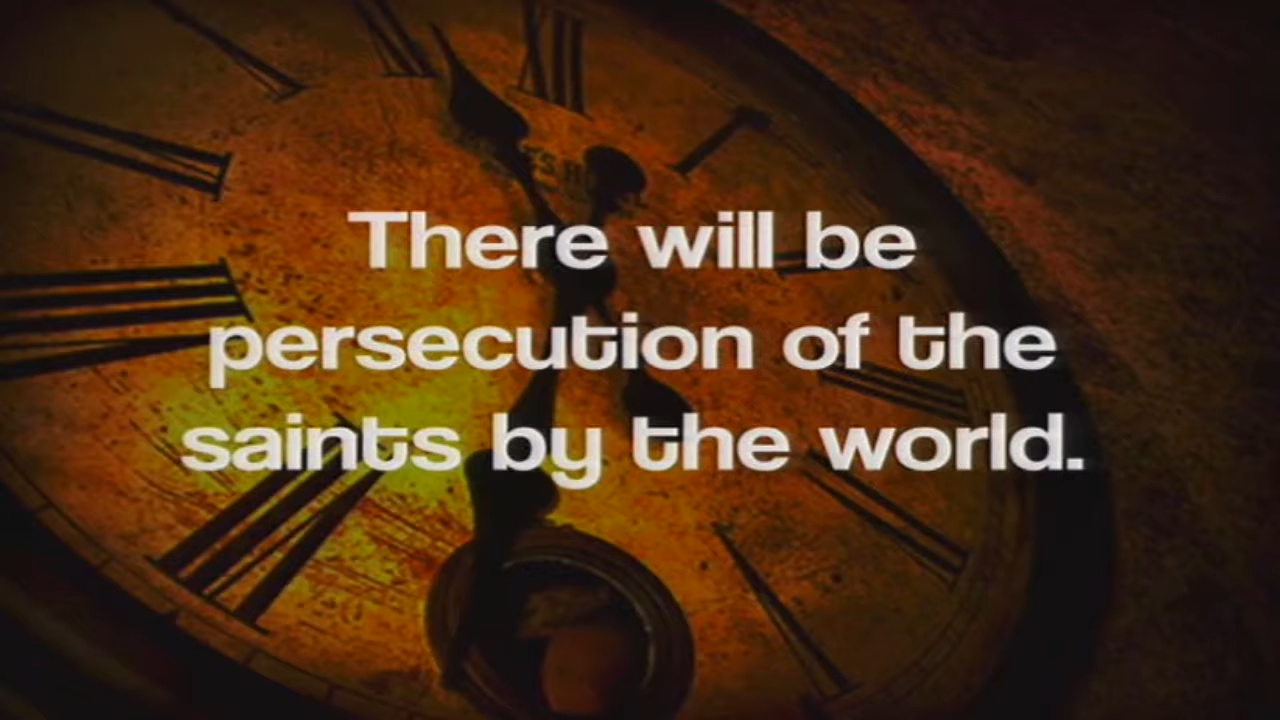 There will be
persecution of the
saints by the world.